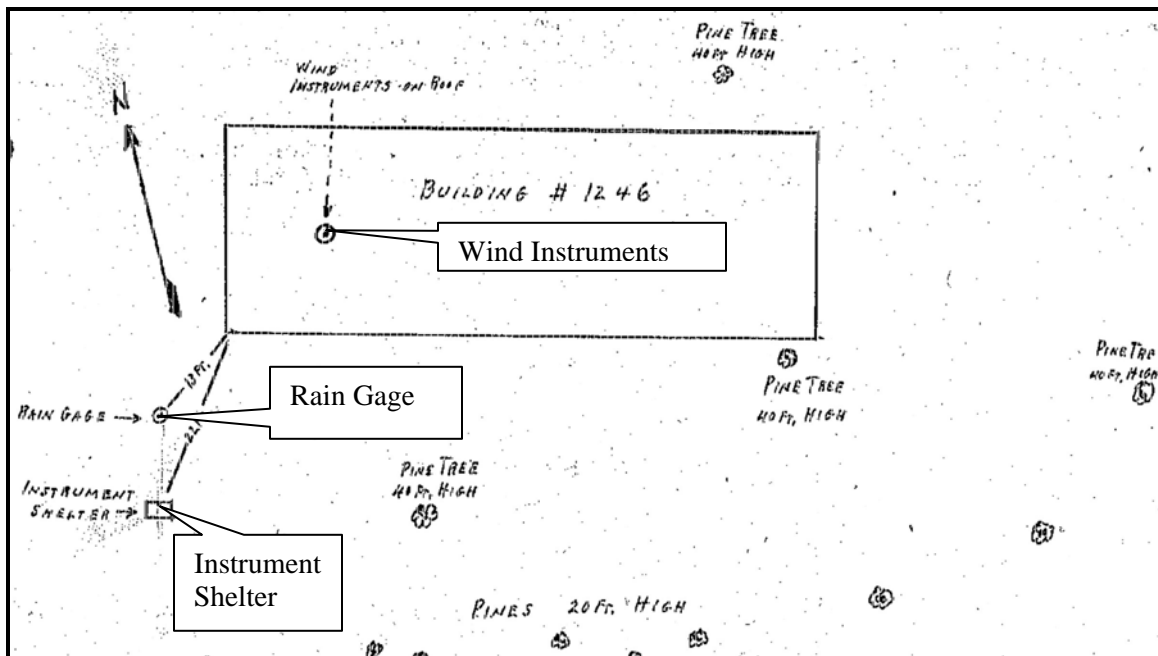 PINE TREE
40 FT HIGH
WIND
INSTRUMENTS - ON ROOF
N
BUILDING # 1246
Wind Instruments
13 FT.
Rain Gage
RAIN GAGE
PINE TREE
40 FT, HIGH
PINE TRE
40 FT, HIGH
PINE TREE
40 FT, HIGH
INSTRUMENT
SHELTER
Instrument
Shelter
PINES 20 FT, HIGH